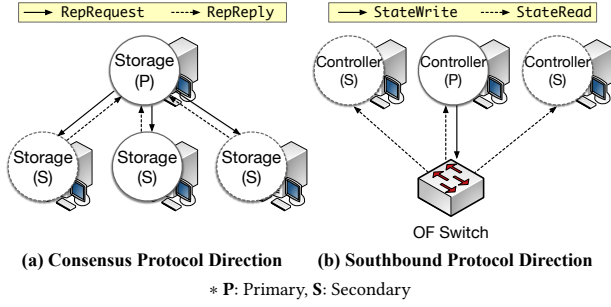 RepRequest RepReply
StateWrite StateRead
Storage
(P)
Storage
(S)
Storage
(S)
Storage
(S)
Controller
(S)
Controller
(P)
Controller
(S)
OF Switch
(a) Consensus Protocol Direction
(b) Southbound Protocol Direction
* P: Primary, S: Secondary